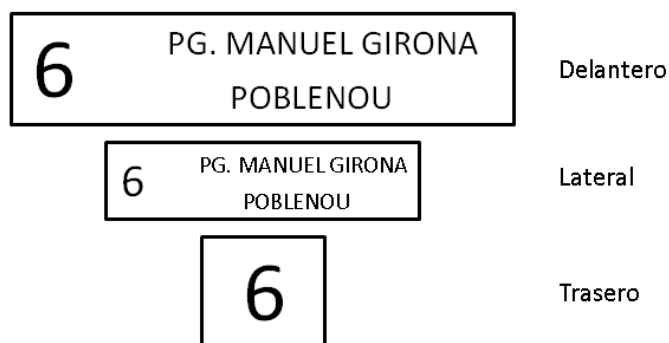 6 PG. MANUEL GIRONA
POBLENOU
Delantero
6 PG. MANUEL GIRONA
POBLENOU
Lateral
6
Trasero